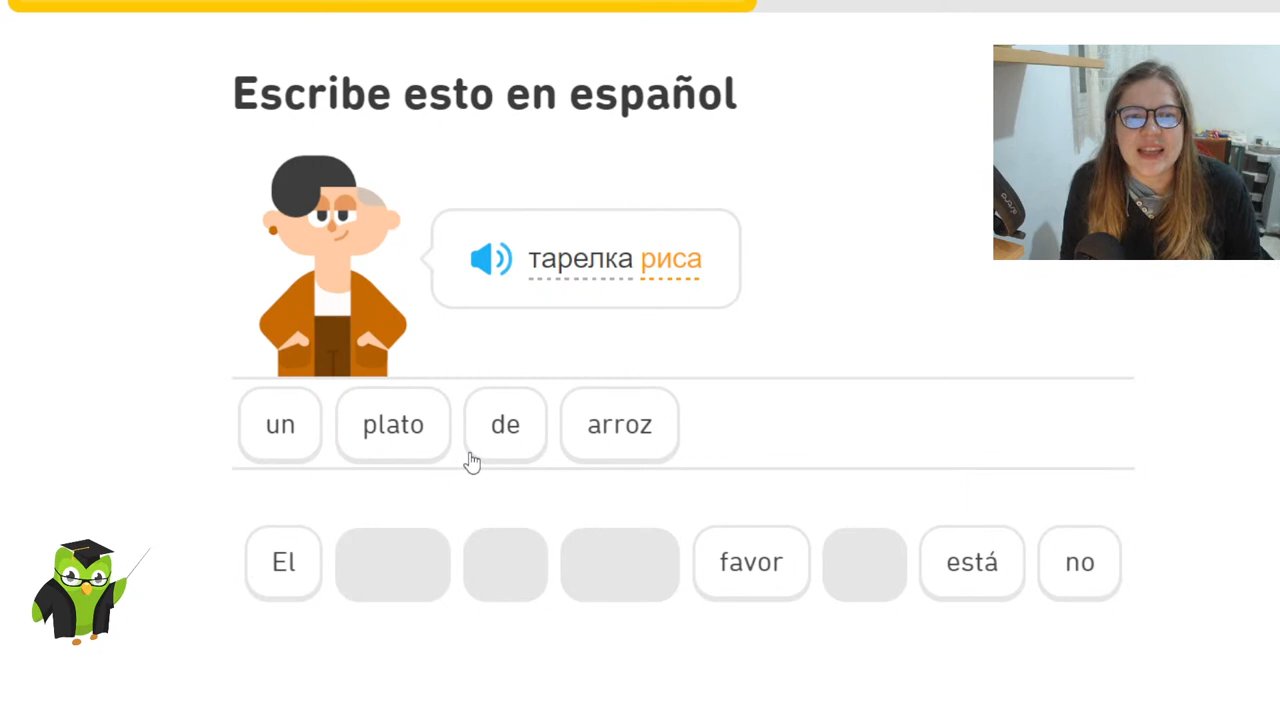 Escribe esto en español
тарелка риса
un plato de arroz
El favor está no